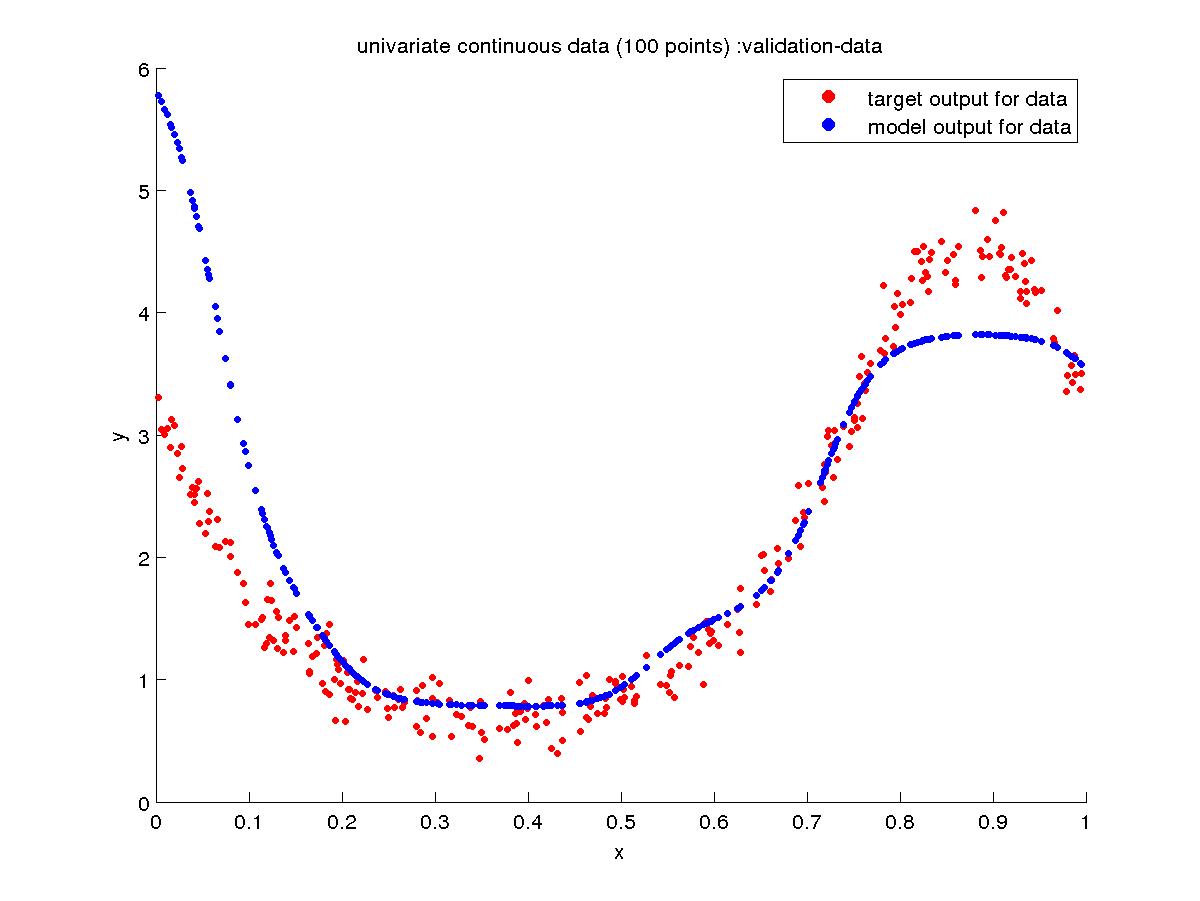 univariate continuous data (100 points) :validation-data
target output for data
model output for data
6
5
4
3
2
1
0
y
0 0.1 0.2 0.3 0.4 0.5 0.6 0.7 0.8 0.9 1
x